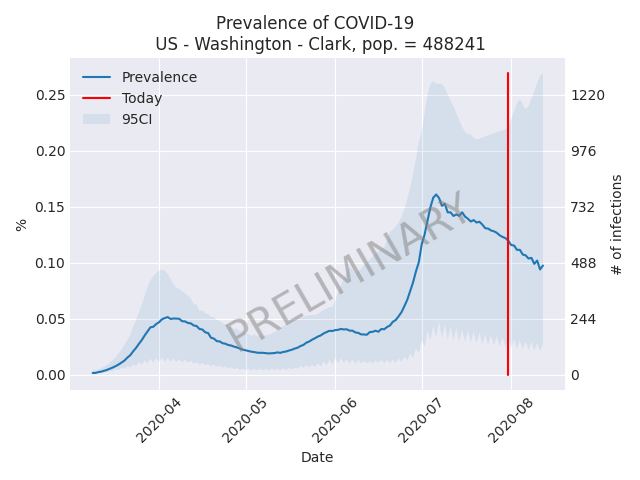 Prevalence of COVID-19
US - Washington - Clark, pop. = 488241
Prevalence
Today
95CI
PRELIMINARY
%
0.25
0.20
0.15
0.10
0.05
0.00
1220
976
732
488
244
0
# of infections
2020-04
2020-05
2020-06
2020-07
2020-08
Date